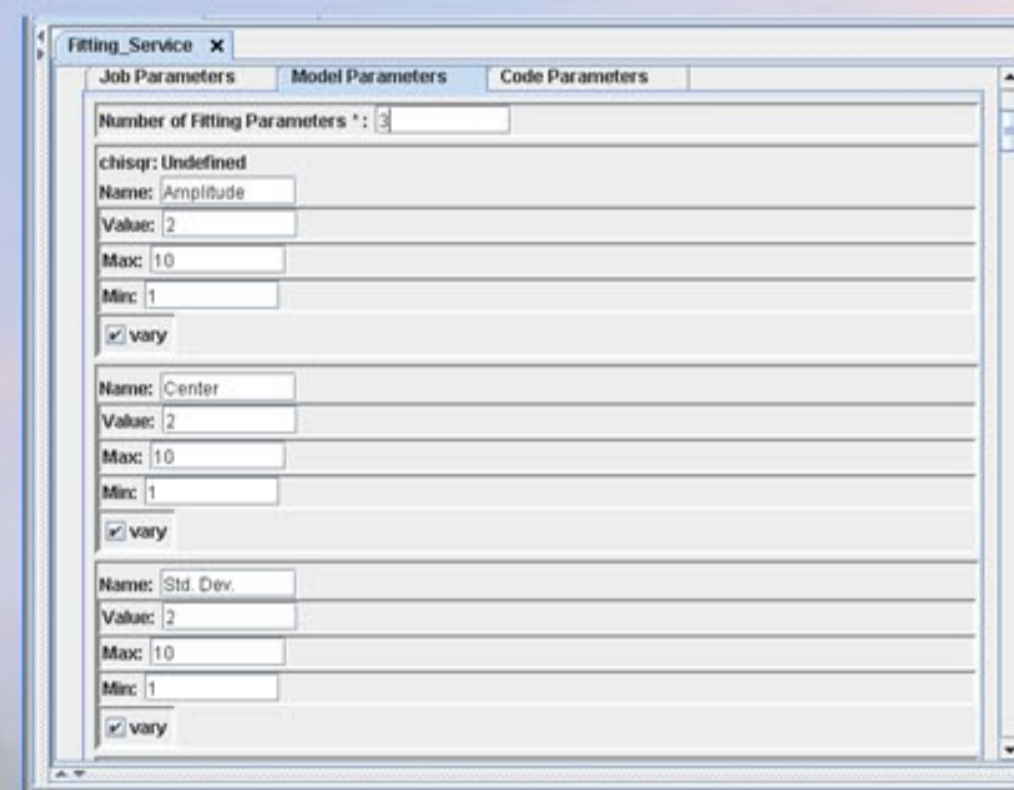 Fitting_Service X
Job Parameters Model Parameters Code Parameters
Number of Fitting Parameters * : 3
chisqr: Undefined
Name: Amplitude
Value: 2
Max: 10
Min: 1
vary
Name: Center
Value: 2
Max: 10
Min: 1
vary
Name: Std. Dev.
Value: 2
Max: 10
Min: 1
vary